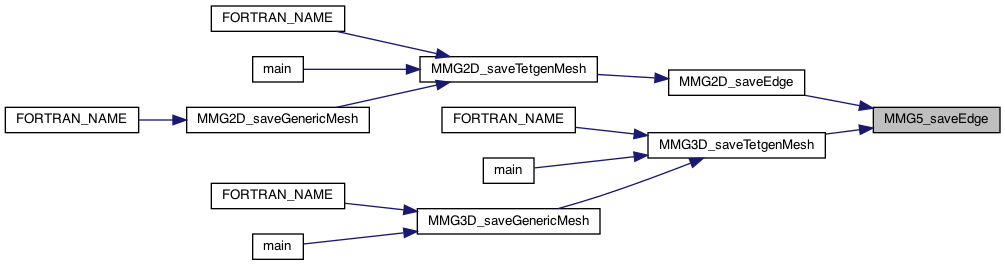 FORTRAN_NAME
main
MMG2D_saveTetgenMesh
MMG2D_saveEdge
FORTRAN_NAME
MMG2D_saveGenericMesh
FORTRAN_NAME
MMG5_saveEdge
MMG3D_saveTetgenMesh
main
FORTRAN_NAME
MMG3D_saveGenericMesh
main